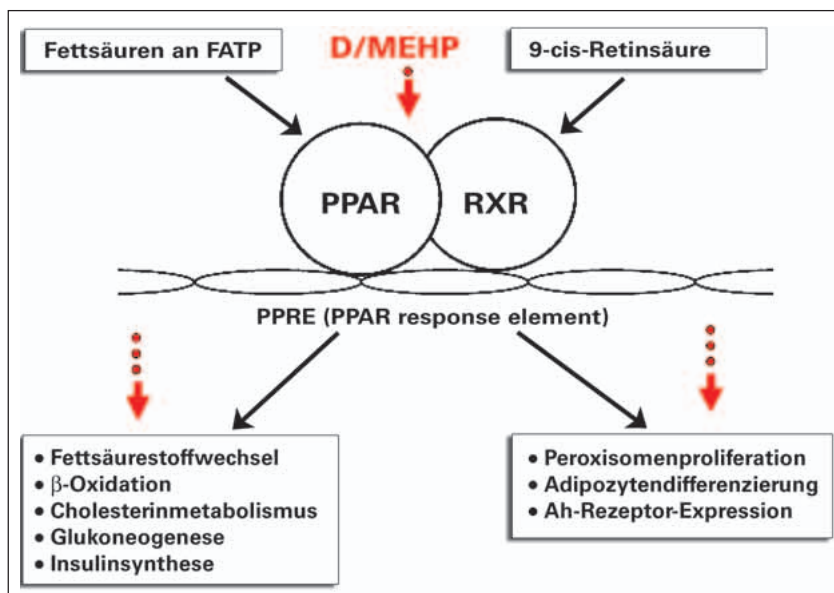 Fettsäuren an FATP
D/MEHP
9-cis-Retinsäure
PPAR
RXR
PPRE (PPAR response element)
• Fettsäurestoffwechsel
• β-Oxidation
• Cholesterinmetabolismus
• Glukoneogenese
• Insulinsynthese
• Peroxisomenproliferation
• Adipozytendifferenzierung
• Ah-Rezeptor-Expression